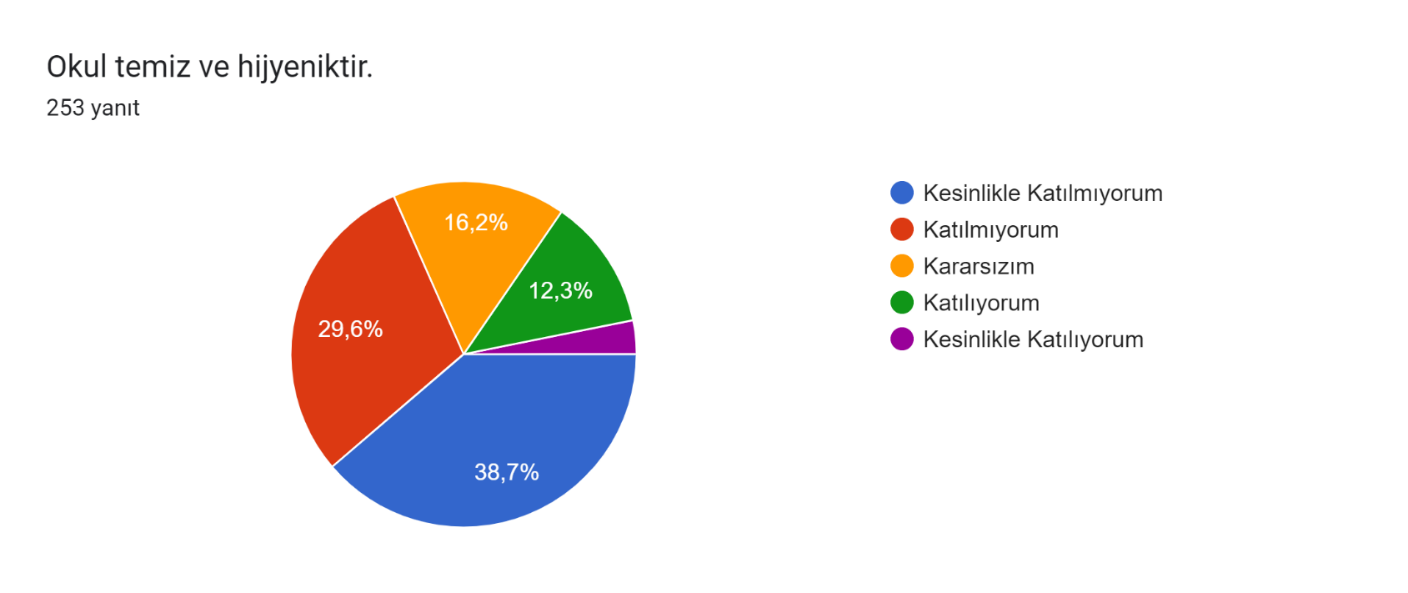 Okul temiz ve hijyeniktir.
253 yanıt
16,2%
12,3%
29,6%
38,7%
Kesinlikle Katılmıyorum
Katılmıyorum
Kararsızım
Katılıyorum
Kesinlikle Katılıyorum